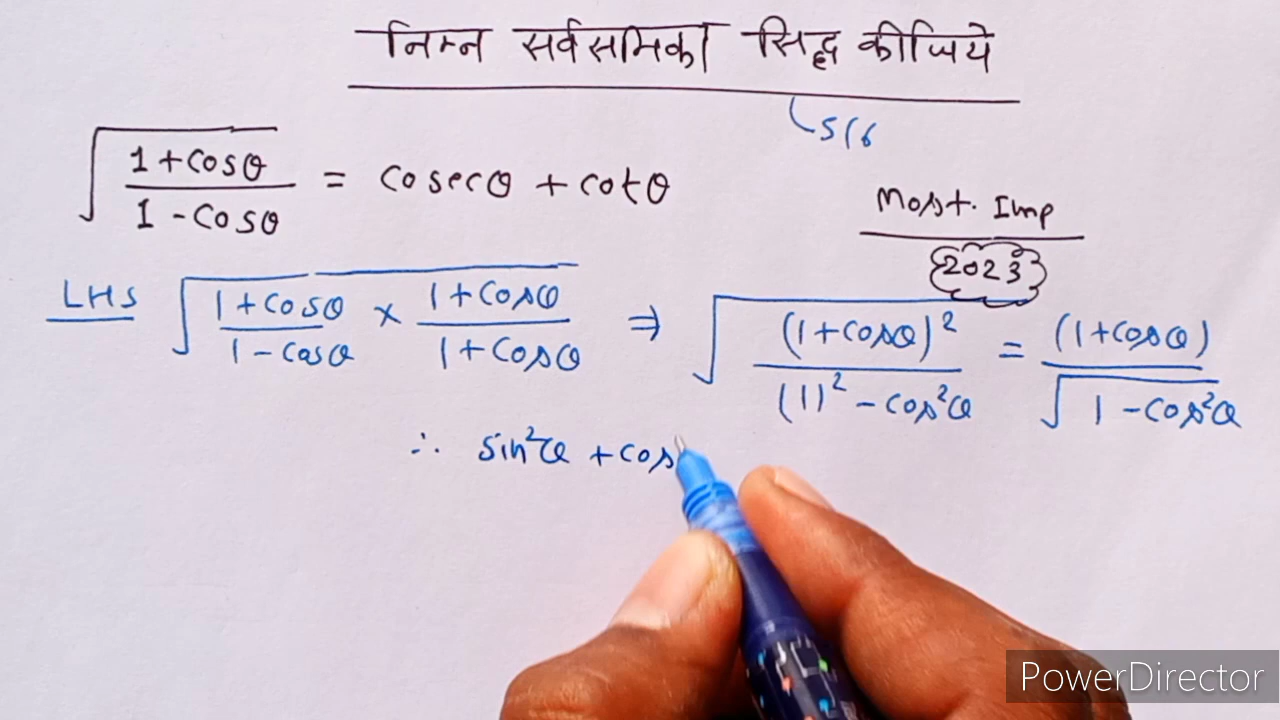 निम्न सर्वसमिका सिद्ध कीजिये
516
√((1+cosθ)/(1-cosθ)) = cosecθ + cotθ
Most. Imp
2023
LHS √((1+cosθ)/(1-cosθ) × (1+cosθ)/(1+cosθ)) ⇒ √((1+cosθ)²/((1)²-cos²θ)) = (1+cosθ)/√(1-cos²θ)
∴ sin²θ + cos
PowerDirector